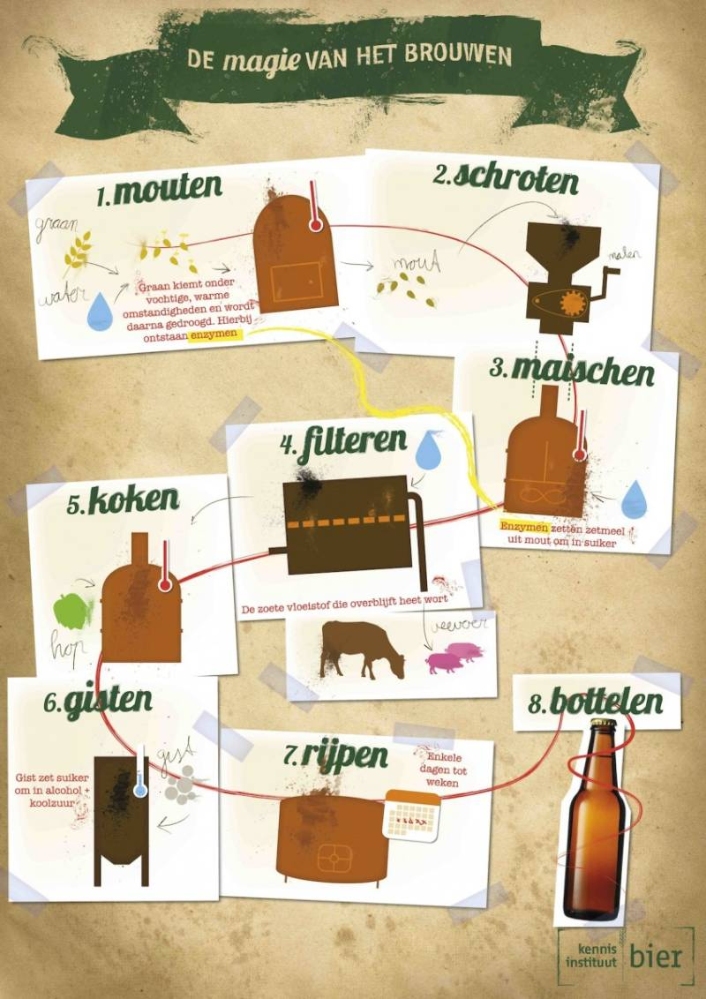 DE magie VAN HET BROUWEN
1. mouten
graan
water
Graan kiemt onder
vochtige, warme
omstandigheden en wordt
daarna gedroogd. Hierbij
ontstaan enzymen
2. schroten
mout
malen
3. maischen
Enzymen zetten zetmeel
uit mout om in suiker
4. filteren
De zoete vloeistof die overblijft heet wort
veevoer
5. koken
hop
6. gisten
gist
Gist zet suiker
om in alcohol +
koolzuur
7. rijpen
Enkele
dagen tot
weken
8. bottelen
kennis
instituut
bier